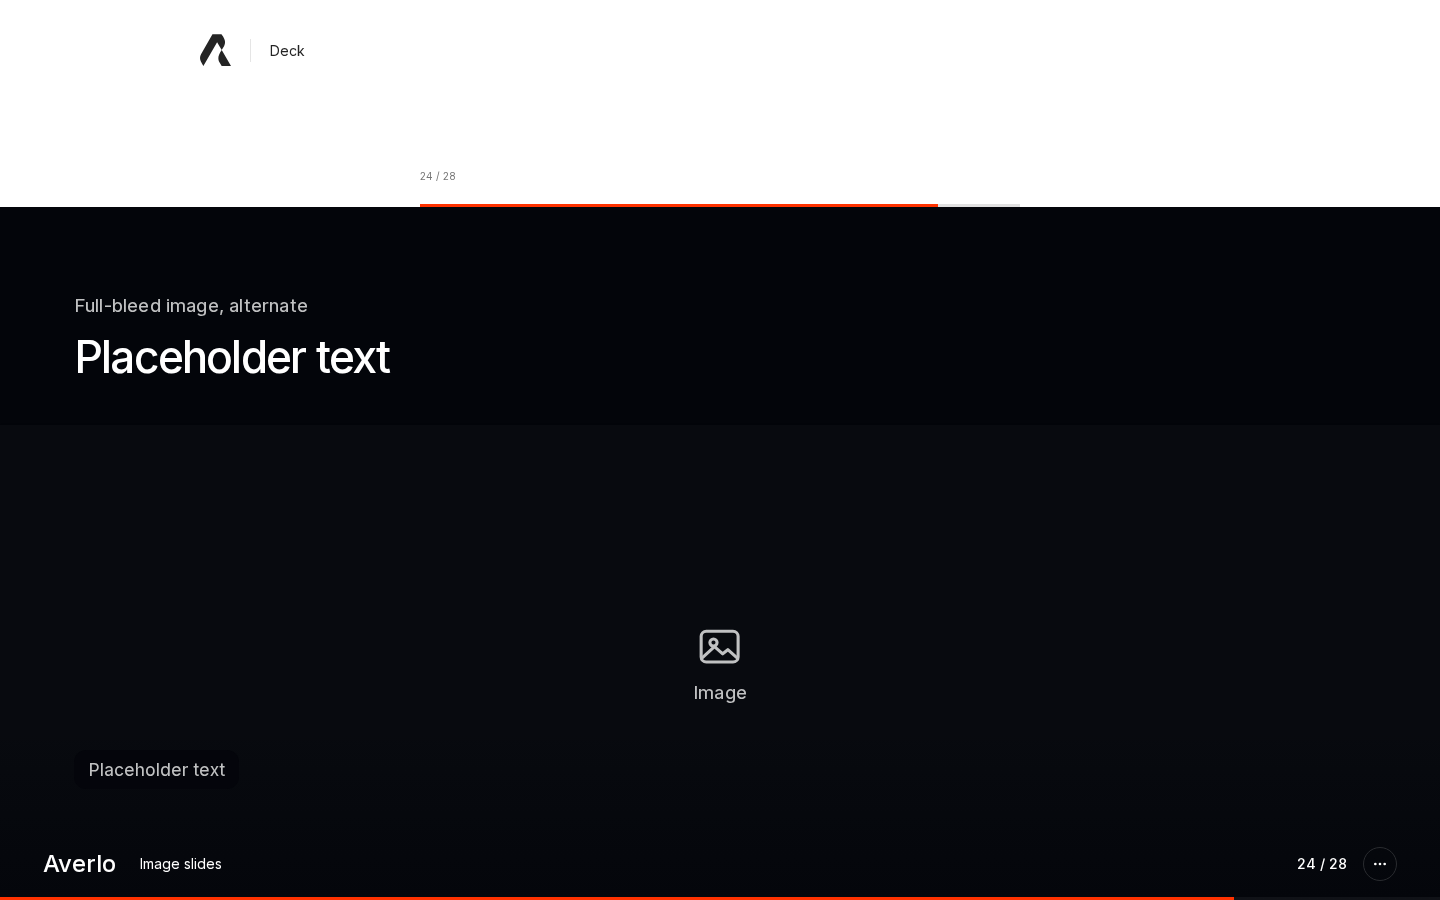 Deck
24 / 28
Full-bleed image, alternate
Placeholder text
Image
Placeholder text
Averlo
Image slides
24 / 28